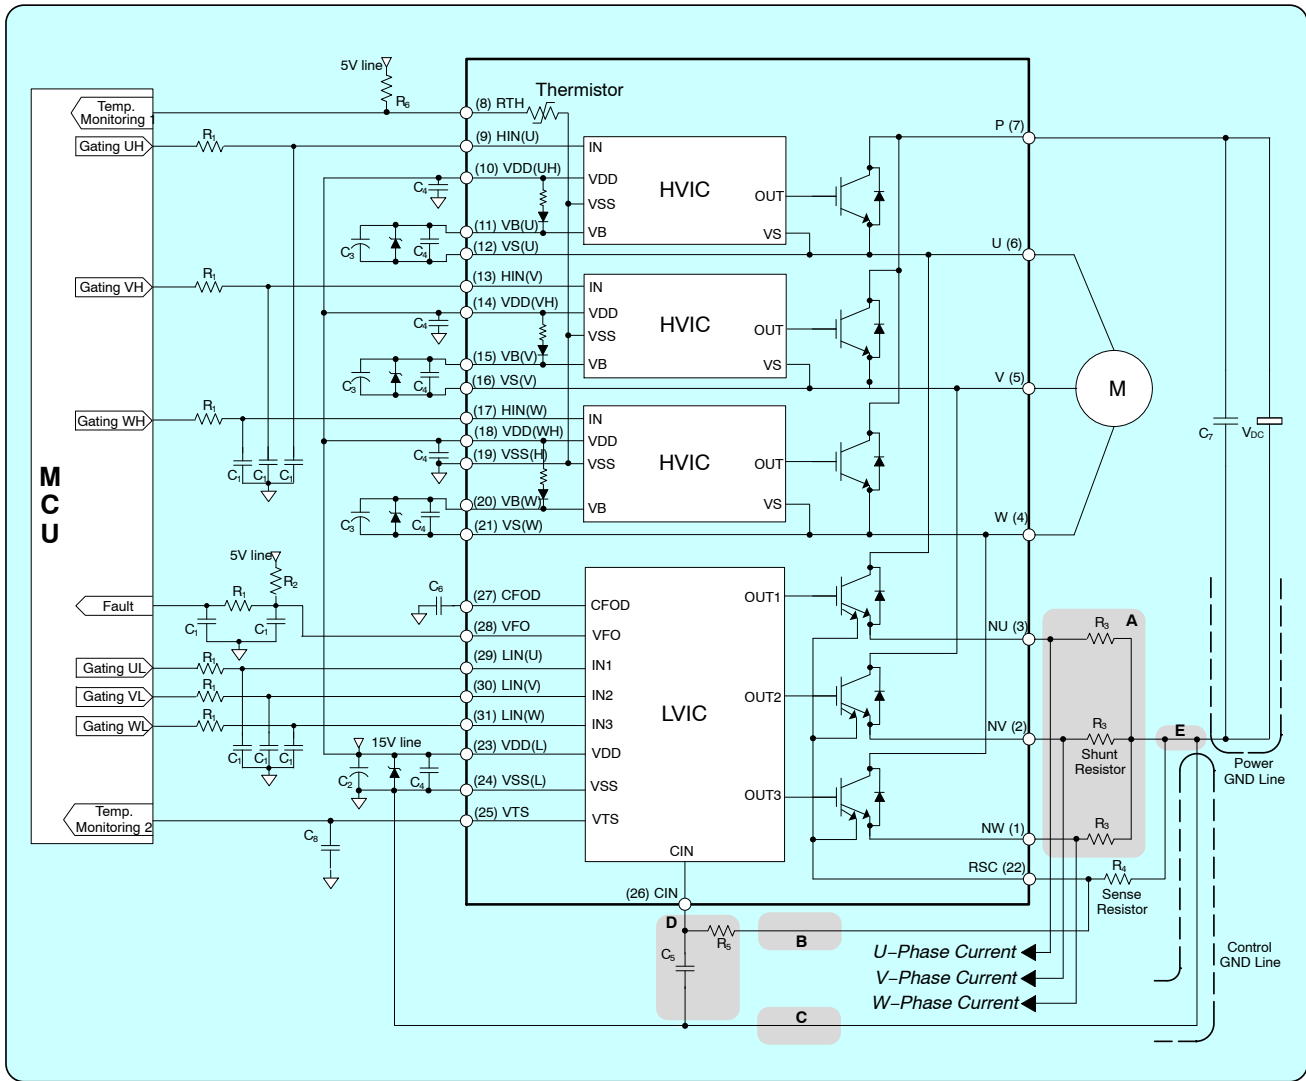 5V line
R6
Thermistor
Temp. Monitoring 1
(8) RTH
Gating UH
R1
(9) HIN(U)
IN
P (7)
(10) VDD(UH)
VDD
C4
HVIC
OUT
VSS
(11) VB(U)
VB
VS
C3
C4
(12) VS(U)
U (6)
Gating VH
R1
(13) HIN(V)
IN
(14) VDD(VH)
VDD
C4
HVIC
OUT
VSS
(15) VB(V)
VB
VS
C3
C4
(16) VS(V)
V (5)
M
Gating WH
R1
(17) HIN(W)
IN
(18) VDD(WH)
VDD
C4
(19) VSS(H)
VSS
HVIC
OUT
C7
VDC
C1
C1
C1
(20) VB(W)
VB
VS
C3
C4
(21) VS(W)
W (4)
M
C
U
5V line
R2
Fault
R1
C1
C1
C6
(27) CFOD
CFOD
OUT1
(28) VFO
VFO
NU (3)
R3
A
Gating UL
R1
(29) LIN(U)
IN1
Gating VL
R1
(30) LIN(V)
IN2
OUT2
LVIC
Gating WL
R1
(31) LIN(W)
IN3
NV (2)
R3
E
Shunt
Resistor
C1
C1
C1
15V line
(23) VDD(L)
VDD
C2
C4
(24) VSS(L)
VSS
OUT3
Power
GND Line
Temp.
Monitoring 2
(25) VTS
VTS
C8
NW (1)
R3
CIN
RSC (22)
R4
Sense
Resistor
(26) CIN
D
R5
B
C5
U-Phase Current
V-Phase Current
W-Phase Current
Control
GND Line
C